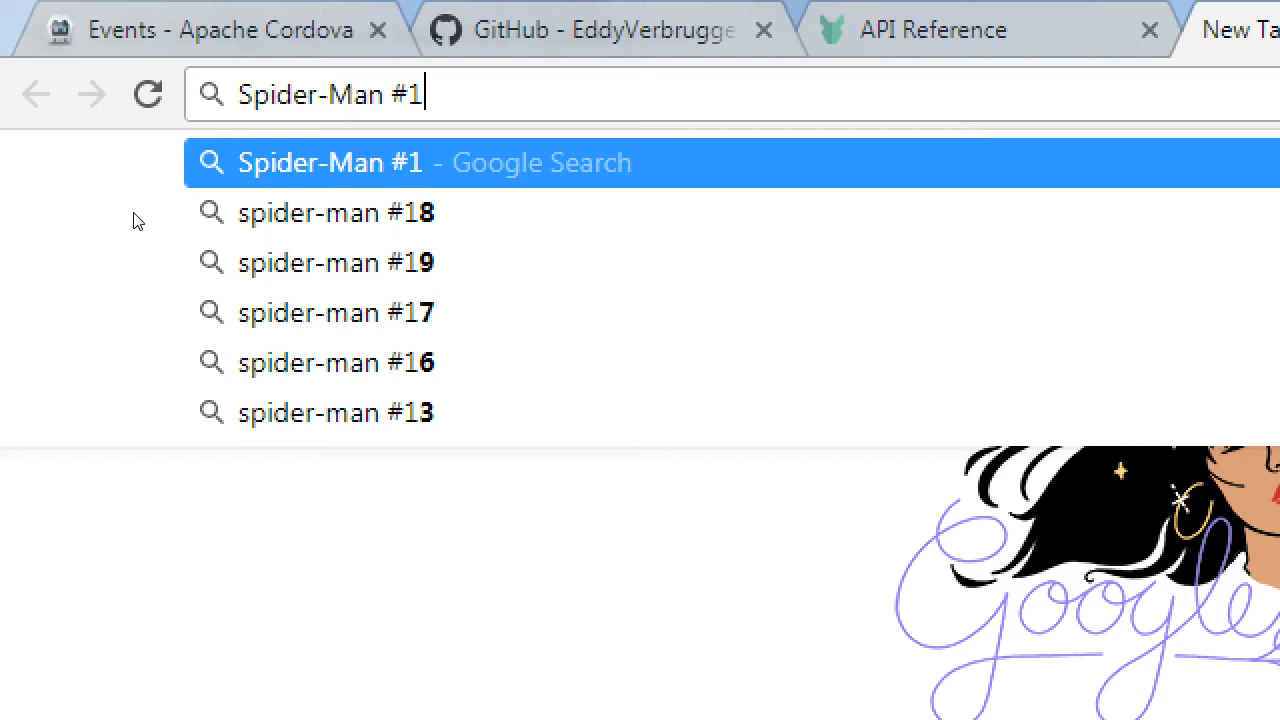 Events - Apache Cordova
GitHub - EddyVerbrugge
API Reference
New Ta
Spider-Man #1
Spider-Man #1 - Google Search
spider-man #18
spider-man #19
spider-man #17
spider-man #16
spider-man #13
Google